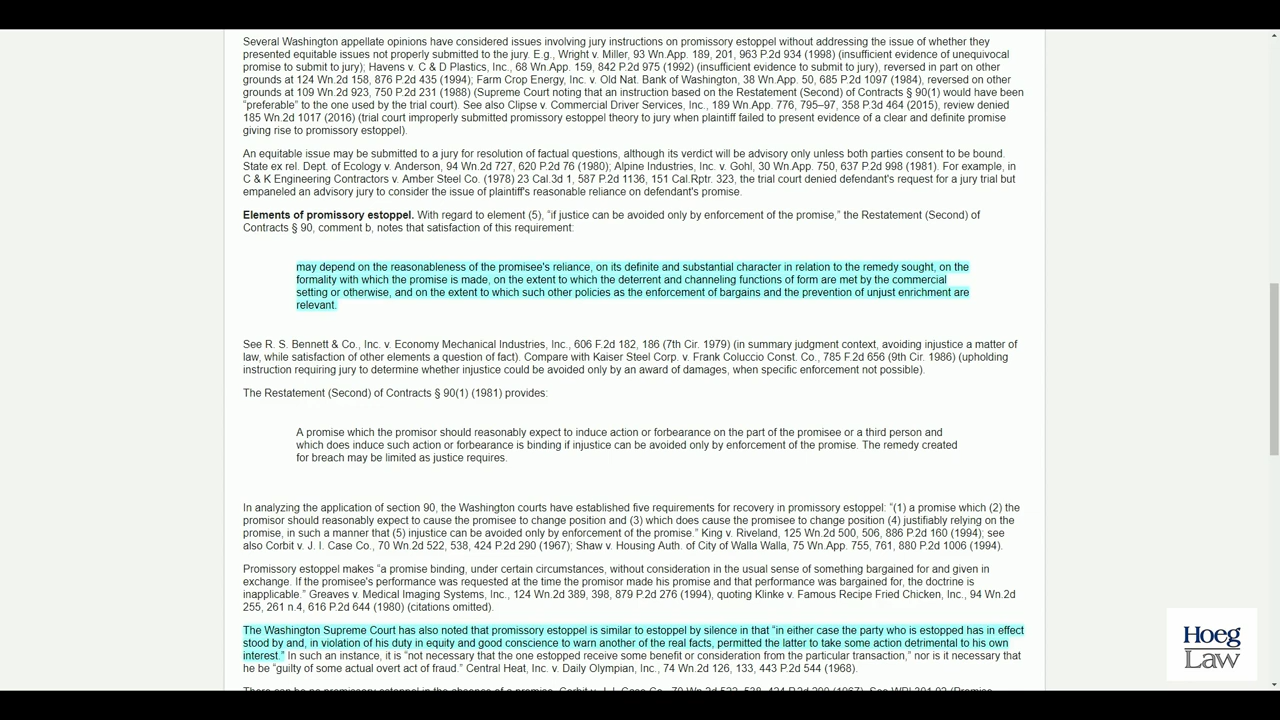 Several Washington appellate opinions have considered issues involving jury instructions on promissory estoppel without addressing the issue of whether they
presented equitable issues not properly submitted to the jury. E.g., Wright v. Miller, 93 Wn.App. 189, 201, 963 P.2d 934 (1998) (insufficient evidence of unequivocal
promise to submit to jury); Havens v. C & D Plastics, Inc., 68 Wn.App. 159, 842 P.2d 975 (1992) (insufficient evidence to submit to jury), reversed in part on other
grounds at 124 Wn.2d 158, 876 P.2d 435 (1994); Farm Crop Energy, Inc. v. Old Nat. Bank of Washington, 38 Wn.App. 50, 685 P.2d 1097 (1984), reversed on other
grounds at 109 Wn.2d 923, 750 P.2d 231 (1988) (Supreme Court noting that an instruction based on the Restatement (Second) of Contracts § 90(1) would have been
"preferable" to the one used by the trial court). See also Clipse v. Commercial Driver Services, Inc., 189 Wn.App. 776, 795–97, 358 P.3d 464 (2015), review denied
185 Wn.2d 1017 (2016) (trial court improperly submitted promissory estoppel theory to jury when plaintiff failed to present evidence of a clear and definite promise
giving rise to promissory estoppel).
An equitable issue may be submitted to a jury for resolution of factual questions, although its verdict will be advisory only unless both parties consent to be bound.
State ex rel. Dept. of Ecology v. Anderson, 94 Wn.2d 727, 620 P.2d 76 (1980); Alpine Industries, Inc. v. Gohl, 30 Wn.App. 750, 637 P.2d 998 (1981). For example, in
C & K Engineering Contractors v. Amber Steel Co. (1978) 23 Cal.3d 1, 587 P.2d 1136, 151 Cal.Rptr. 323, the trial court denied defendant's request for a jury trial but
empaneled an advisory jury to consider the issue of plaintiff's reasonable reliance on defendant's promise.
Elements of promissory estoppel. With regard to element (5), "if justice can be avoided only by enforcement of the promise," the Restatement (Second) of
Contracts § 90, comment b, notes that satisfaction of this requirement:
may depend on the reasonableness of the promisee's reliance, on its definite and substantial character in relation to the remedy sought, on the
formality with which the promise is made, on the extent to which the deterrent and channeling functions of form are met by the commercial
setting or otherwise, and on the extent to which such other policies as the enforcement of bargains and the prevention of unjust enrichment are
relevant.
See R. S. Bennett & Co., Inc. v. Economy Mechanical Industries, Inc., 606 F.2d 182, 186 (7th Cir. 1979) (in summary judgment context, avoiding injustice a matter of
law, while satisfaction of other elements a question of fact). Compare with Kaiser Steel Corp. v. Frank Coluccio Const. Co., 785 F.2d 656 (9th Cir. 1986) (upholding
instruction requiring jury to determine whether injustice could be avoided only by an award of damages, when specific enforcement not possible).
The Restatement (Second) of Contracts § 90(1) (1981) provides:
A promise which the promisor should reasonably expect to induce action or forbearance on the part of the promisee or a third person and
which does induce such action or forbearance is binding if injustice can be avoided only by enforcement of the promise. The remedy created
for breach may be limited as justice requires.
In analyzing the application of section 90, the Washington courts have established five requirements for recovery in promissory estoppel: "(1) a promise which (2) the
promisor should reasonably expect to cause the promisee to change position and (3) which does cause the promisee to change position (4) justifiably relying on the
promise, in such a manner that (5) injustice can be avoided only by enforcement of the promise." King v. Riveland, 125 Wn.2d 500, 506, 886 P.2d 160 (1994); see
also Corbit v. J. I. Case Co., 70 Wn.2d 522, 538, 424 P.2d 290 (1967); Shaw v. Housing Auth. of City of Walla Walla, 75 Wn.App. 755, 761, 880 P.2d 1006 (1994).
Promissory estoppel makes "a promise binding, under certain circumstances, without consideration in the usual sense of something bargained for and given in
exchange. If the promisee's performance was requested at the time the promisor made his promise and that performance was bargained for, the doctrine is
inapplicable." Greaves v. Medical Imaging Systems, Inc., 124 Wn.2d 389, 398, 879 P.2d 276 (1994), quoting Klinke v. Famous Recipe Fried Chicken, Inc., 94 Wn.2d
255, 261 n.4, 616 P.2d 644 (1980) (citations omitted).
The Washington Supreme Court has also noted that promissory estoppel is similar to estoppel by silence in that "in either case the party who is estopped has in effect
stood by and, in violation of his duty in equity and good conscience to warn another of the real facts, permitted the latter to take some action detrimental to his own
interest." In such an instance, it is "not necessary that the one estopped receive some benefit or consideration from the particular transaction," nor is it necessary that
he be "guilty of some actual overt act of fraud." Central Heat, Inc. v. Daily Olympian, Inc., 74 Wn.2d 126, 133, 443 P.2d 544 (1968).
Hoeg
Law